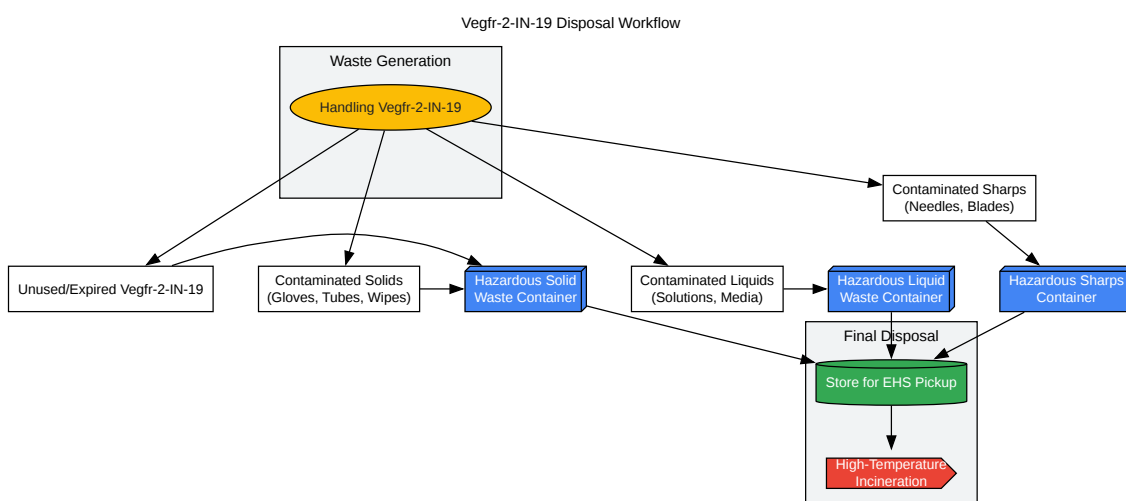 Vegfr-2-IN-19 Disposal Workflow
Waste Generation
Handling Vegfr-2-IN-19
Contaminated Sharps
(Needles, Blades)
Unused/Expired Vegfr-2-IN-19
Contaminated Solids
(Gloves, Tubes, Wipes)
Hazardous Solid
Waste Container
Contaminated Liquids
(Solutions, Media)
Hazardous Liquid
Waste Container
Hazardous Sharps
Container
Final Disposal
Store for EHS Pickup
High-Temperature
Incineration